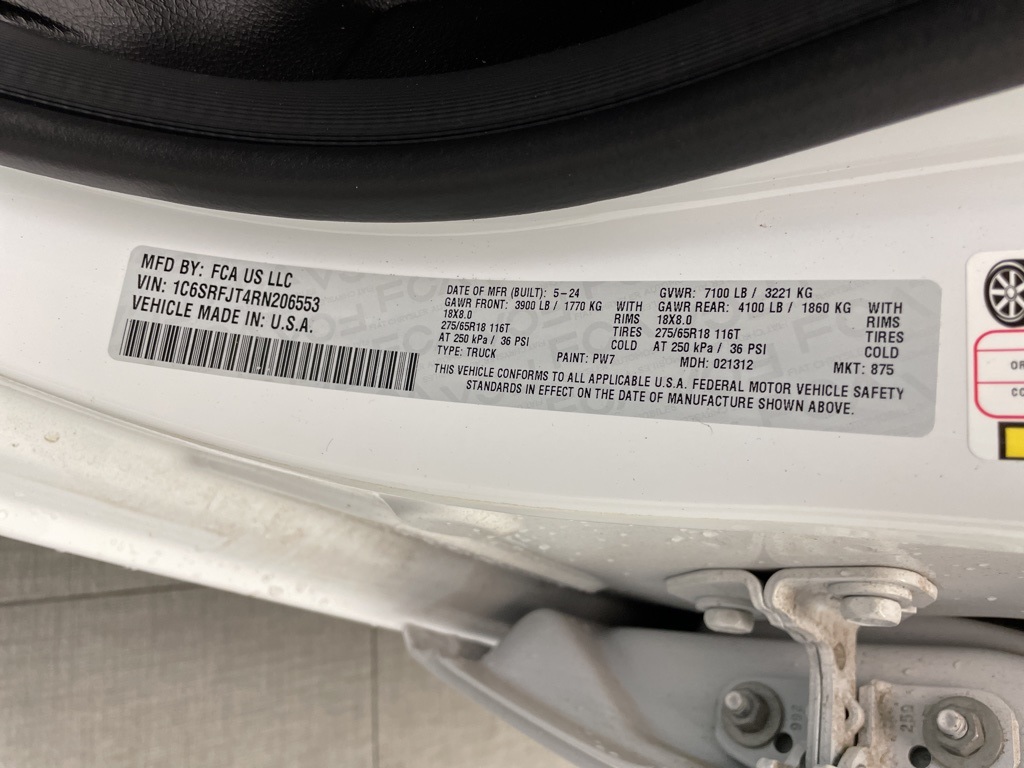 MFD BY: FCA US LLC
VIN: 1C6SRFJT4RN206553
VEHICLE MADE IN: U.S.A.
DATE OF MFR (BUILT): 5-24 GVWR: 7100 LB / 3221 KG
GAWR FRONT: 3900 LB / 1770 KG WITH GAWR REAR: 4100 LB / 1860 KG WITH
18X8.0 RIMS 18X8.0 RIMS
275/65R18 116T TIRES 275/65R18 116T TIRES
AT 250 kPa / 36 PSI COLD AT 250 kPa / 36 PSI COLD
TYPE: TRUCK PAINT: PW7 MDH: 021312 MKT: 875
THIS VEHICLE CONFORMS TO ALL APPLICABLE U.S.A. FEDERAL MOTOR VEHICLE SAFETY
STANDARDS IN EFFECT ON THE DATE OF MANUFACTURE SHOWN ABOVE.
OR
CO
259